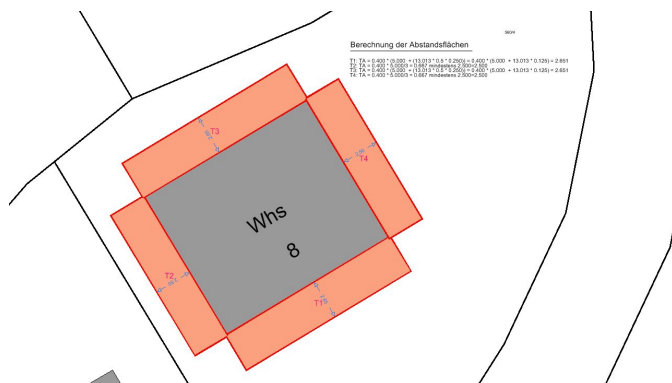 3809
Berechnung der Abstandsflächen
T1: TA = 0.400 * (5.000 + (13.013 * 0.5 * 0.250)) = 0.400 * (5.000 + 13.013 * 0.125) = 2.651
T2: TA = 0.400 * 5.000/3 = 0.667 mindestens 2.500=2.500
T3: TA = 0.400 * (5.000 + (13.013 * 0.5 * 0.250)) = 0.400 * (5.000 + 13.013 * 0.125) = 2.651
T4: TA = 0.400 * 5.000/3 = 0.667 mindestens 2.500=2.500
T3
T4
Whs
8
T2
T1